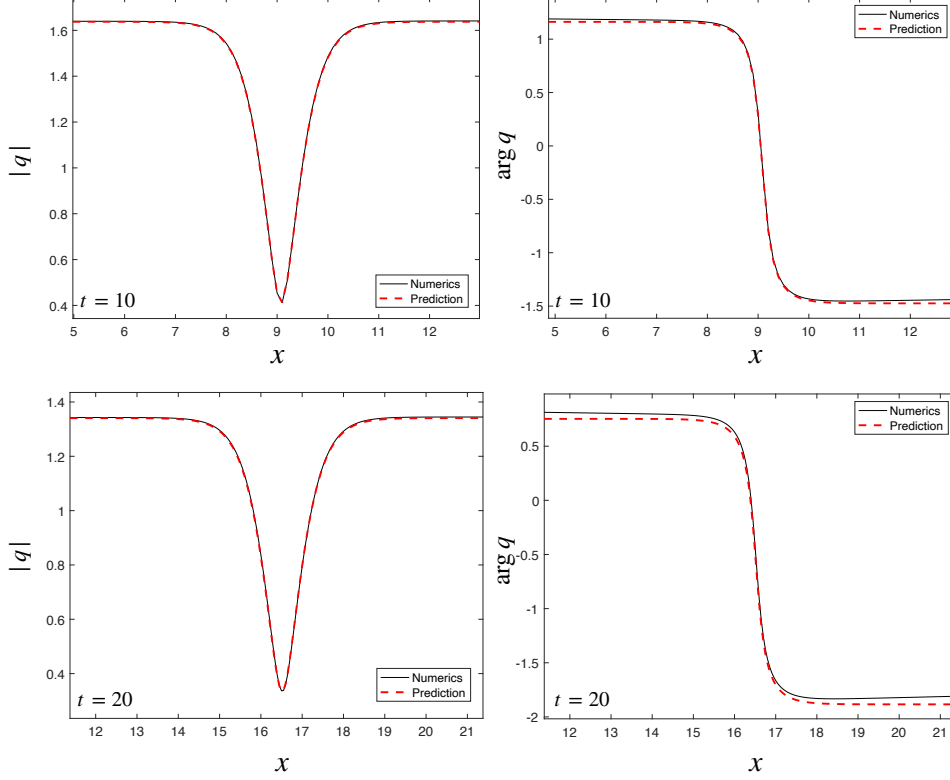 1.6
1.4
1.2
1
0.8
0.6
0.4
| q |
t = 10
Numerics
Prediction
5 6 7 8 9 10 11 12
x
1
0.5
0
-0.5
-1
-1.5
arg q
Numerics
Prediction
t = 10
5 6 7 8 9 10 11 12
x
1.4
1.2
1
0.8
0.6
0.4
| q |
t = 20
Numerics
Prediction
12 13 14 15 16 17 18 19 20 21
x
0.5
0
-0.5
-1
-1.5
-2
arg q
Numerics
Prediction
t = 20
12 13 14 15 16 17 18 19 20 21
x